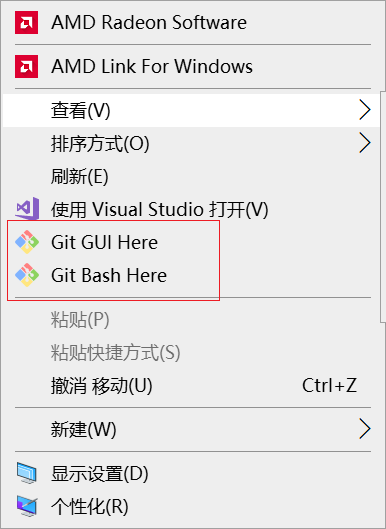 AMD Radeon Software
AMD Link For Windows
查看(V)
排序方式(O)
刷新(E)
使用 Visual Studio 打开(V)
Git GUI Here
Git Bash Here
粘贴(P)
粘贴快捷方式(S)
撤消 移动(U) Ctrl+Z
新建(W)
显示设置(D)
个性化(R)